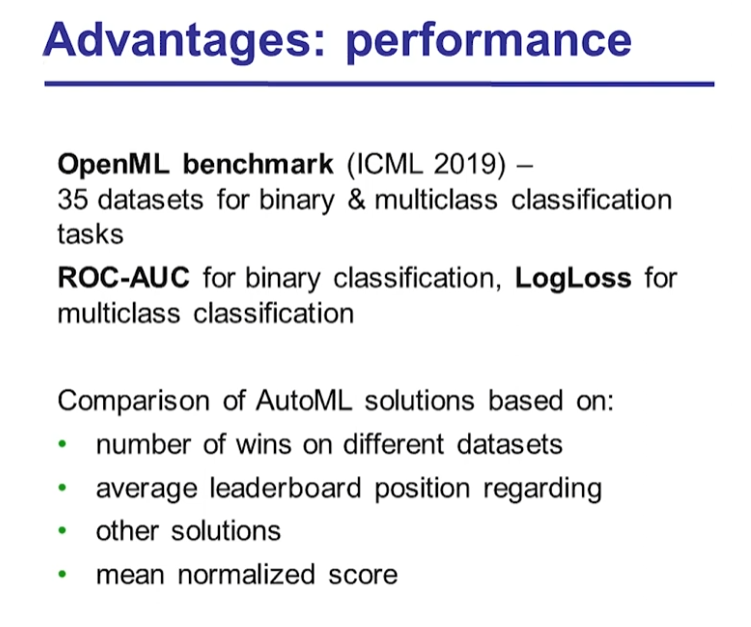 Advantages: performance
OpenML benchmark (ICML 2019) –
35 datasets for binary & multiclass classification
tasks
ROC-AUC for binary classification, LogLoss for
multiclass classification
Comparison of AutoML solutions based on:
• number of wins on different datasets
• average leaderboard position regarding
• other solutions
• mean normalized score